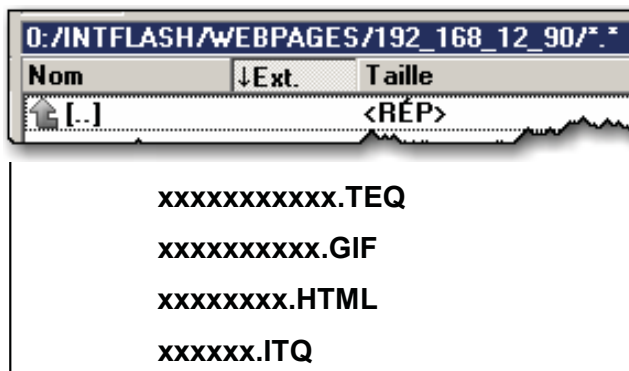 0:/INTFLASH/WEBPAGES/192_168_12_90/*.*
Nom ↓Ext. Taille
[..] <RÉP>
xxxxxxxxxxx.TEQ
xxxxxxxxxx.GIF
xxxxxxxx.HTML
xxxxxx.ITQ